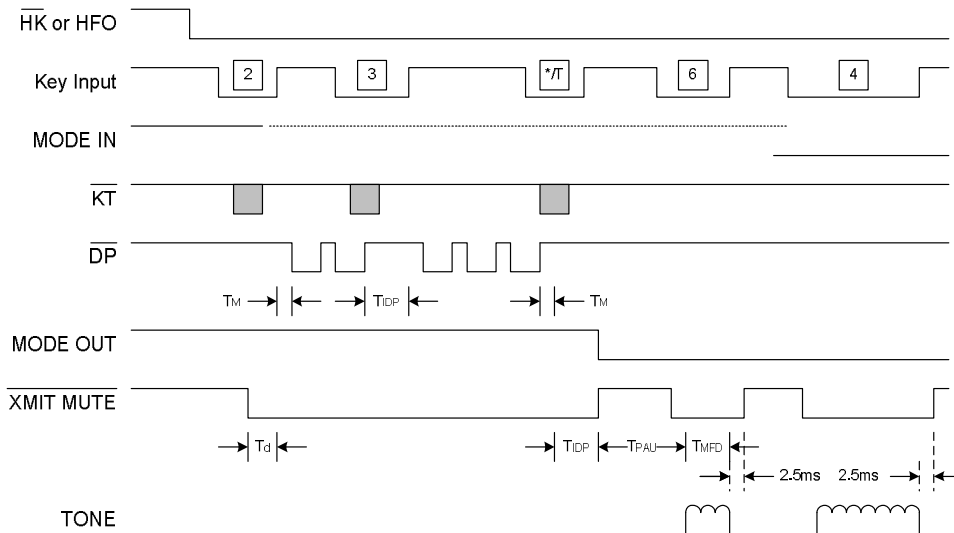 HK or HFO
Key Input 2 3 */T 6 4
MODE IN
KT
DP
TM TIDP TM
MODE OUT
XMIT MUTE
Td TIDP TPAU TMFD
2.5ms 2.5ms
TONE